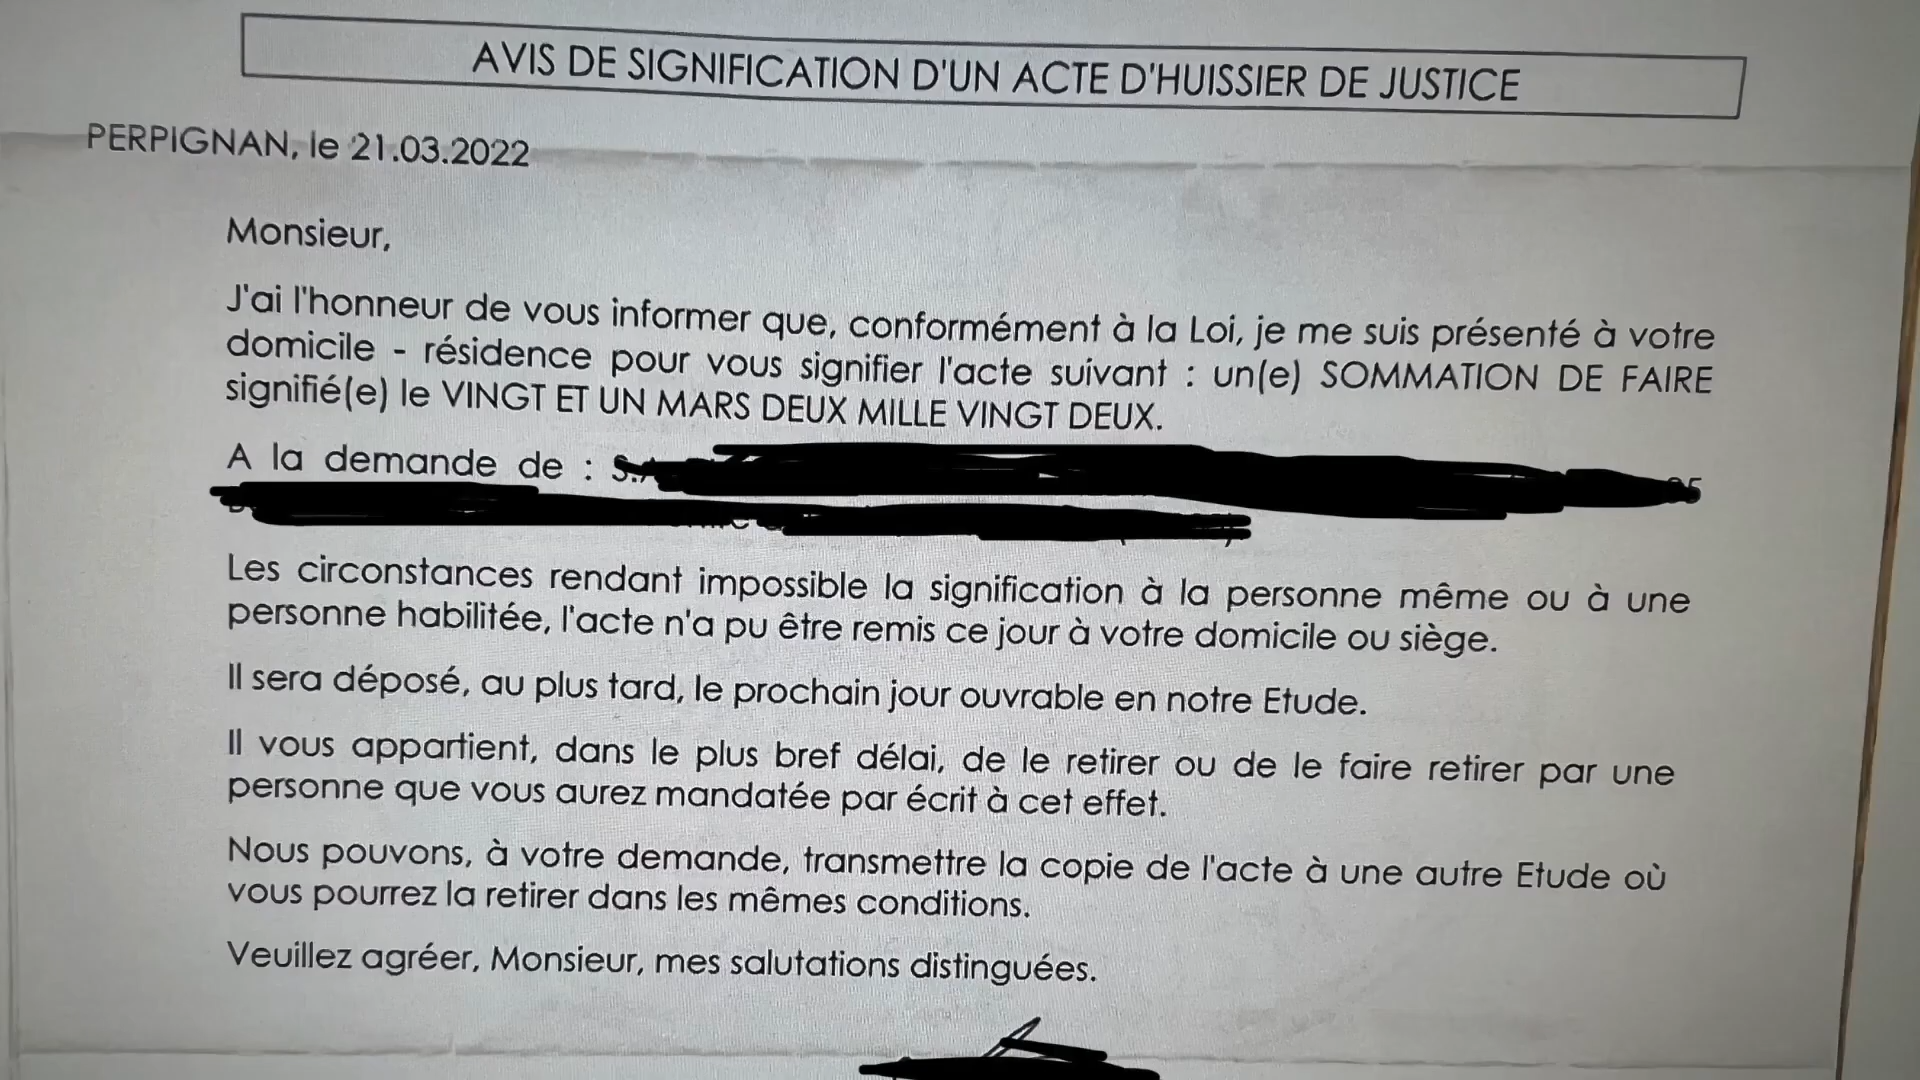 AVIS DE SIGNIFICATION D'UN ACTE D'HUISSIER DE JUSTICE
PERPIGNAN, le 21.03.2022
Monsieur,
J'ai l'honneur de vous informer que, conformément à la Loi, je me suis présenté à votre
domicile - résidence pour vous signifier l'acte suivant : un(e) SOMMATION DE FAIRE
signifié(e) le VINGT ET UN MARS DEUX MILLE VINGT DEUX.
A la demande de :
Les circonstances rendant impossible la signification à la personne même ou à une
personne habilitée, l'acte n'a pu être remis ce jour à votre domicile ou siège.
Il sera déposé, au plus tard, le prochain jour ouvrable en notre Etude.
Il vous appartient, dans le plus bref délai, de le retirer ou de le faire retirer par une
personne que vous aurez mandatée par écrit à cet effet.
Nous pouvons, à votre demande, transmettre la copie de l'acte à une autre Etude où
vous pourrez la retirer dans les mêmes conditions.
Veuillez agréer, Monsieur, mes salutations distinguées.